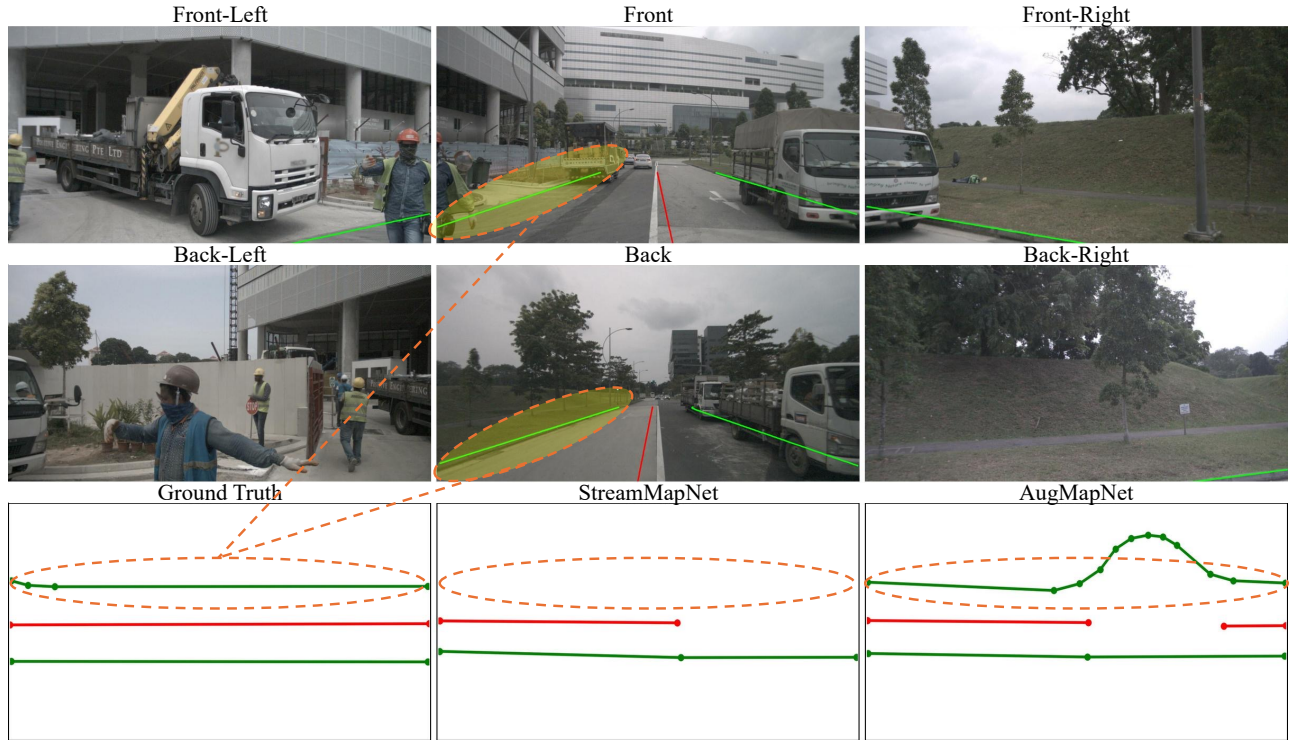 Front-Left
Front
Front-Right
Back-Left
Back
Back-Right
Ground Truth
StreamMapNet
AugMapNet